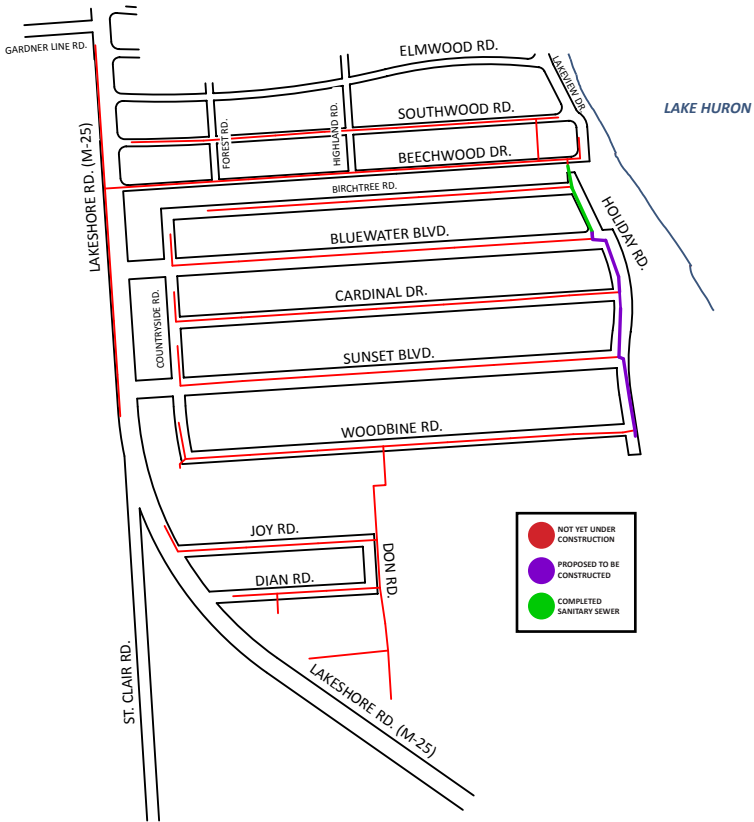 GARDNER LINE RD.
ELMWOOD RD.
LAKEVIEW DR.
LAKE HURON
SOUTHWOOD RD.
FOREST RD.
HIGHLAND RD.
BEECHWOOD DR.
LAKESHORE RD. (M-25)
BIRCHTREE RD.
HOLIDAY RD.
BLUEWATER BLVD.
CARDINAL DR.
COUNTRYSIDE RD.
SUNSET BLVD.
WOODBINE RD.
JOY RD.
DON RD.
DIAN RD.
ST. CLAIR RD.
LAKESHORE RD. (M-25)
NOT YET UNDER
CONSTRUCTION
PROPOSED TO BE
CONSTRUCTED
COMPLETED
SANITARY SEWER